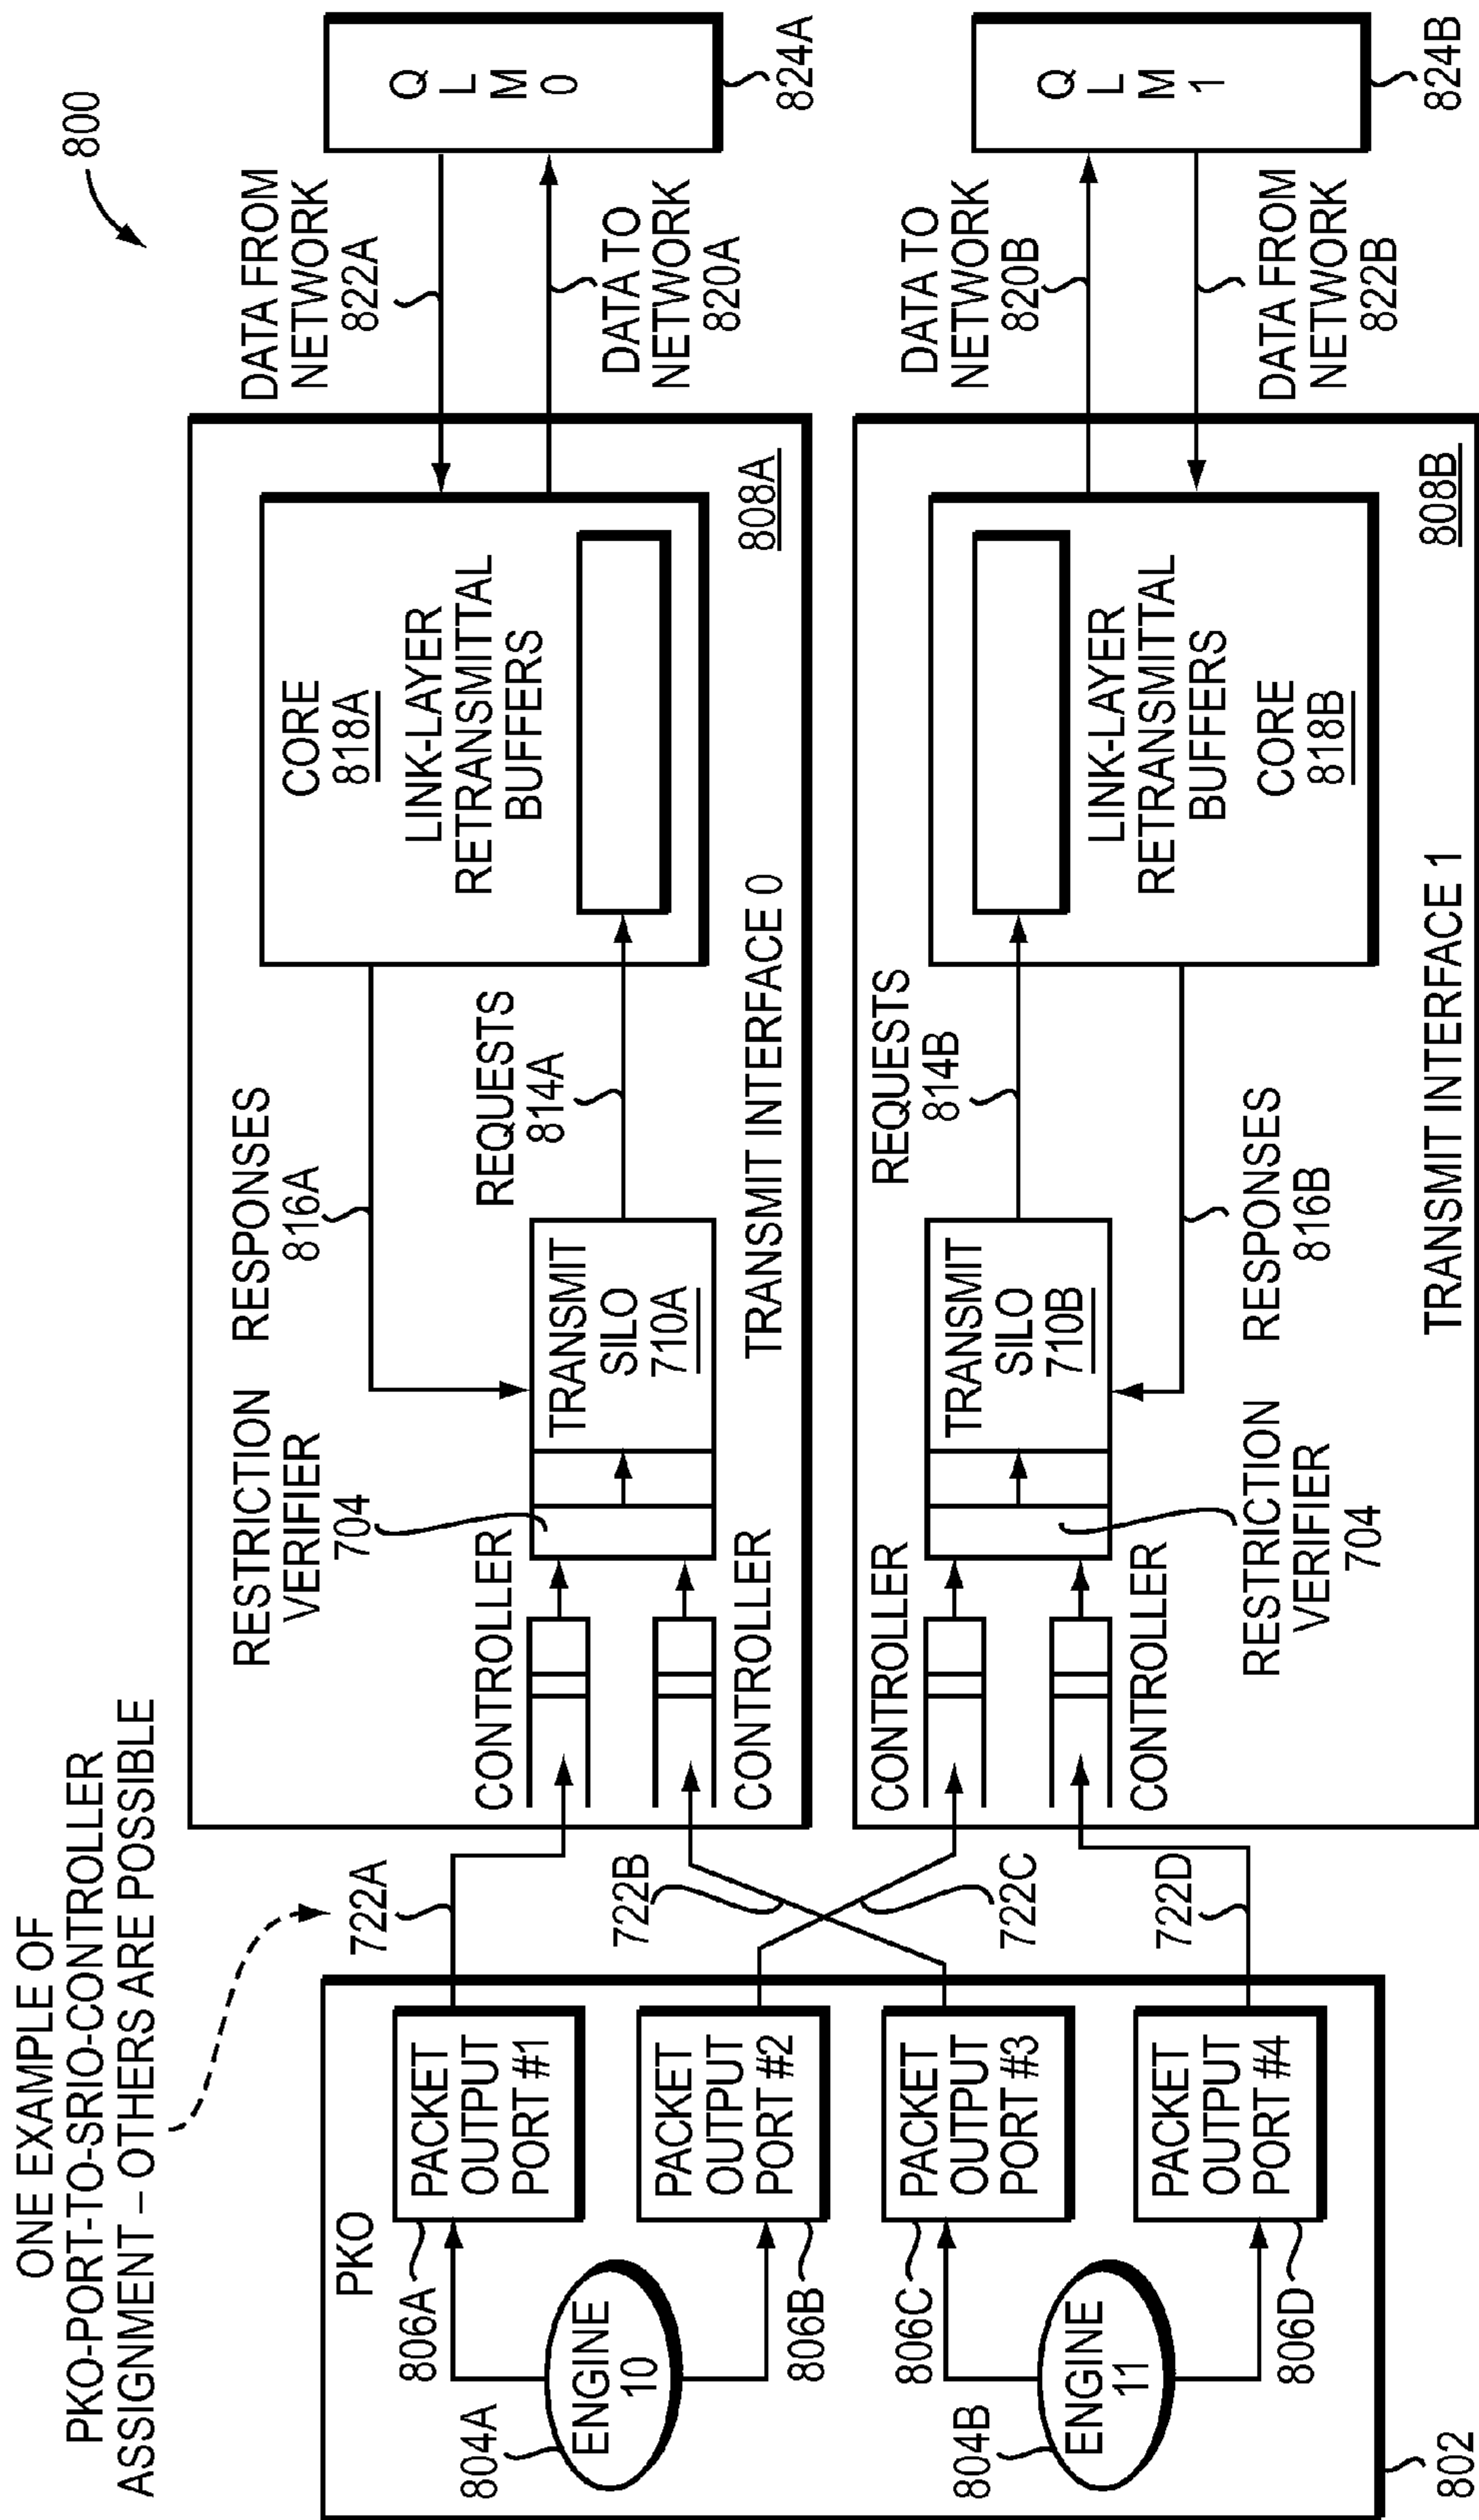 800
ONE EXAMPLE OF
PKO-PORT-TO-SRIO-CONTROLLER
ASSIGNMENT – OTHERS ARE POSSIBLE
PKO
802
804A
ENGINE
10
804B
ENGINE
11
806A
PACKET
OUTPUT
PORT #1
806B
PACKET
OUTPUT
PORT #2
806C
PACKET
OUTPUT
PORT #3
806D
PACKET
OUTPUT
PORT #4
722A
722B
722C
722D
CONTROLLER
CONTROLLER
RESTRICTION
VERIFIER
704
TRANSMIT
SILO
710A
RESPONSES
816A
REQUESTS
814A
TRANSMIT INTERFACE 0
CORE
818A
LINK-LAYER
RETRANSMITTAL
BUFFERS
808A
DATA FROM
NETWORK
822A
DATA TO
NETWORK
820A
QLM0
824A
CONTROLLER
CONTROLLER
RESTRICTION
VERIFIER
704
TRANSMIT
SILO
710B
REQUESTS
814B
RESPONSES
816B
TRANSMIT INTERFACE 1
LINK-LAYER
RETRANSMITTAL
BUFFERS
CORE
818B
808B
DATA TO
NETWORK
820B
DATA FROM
NETWORK
822B
QLM1
824B